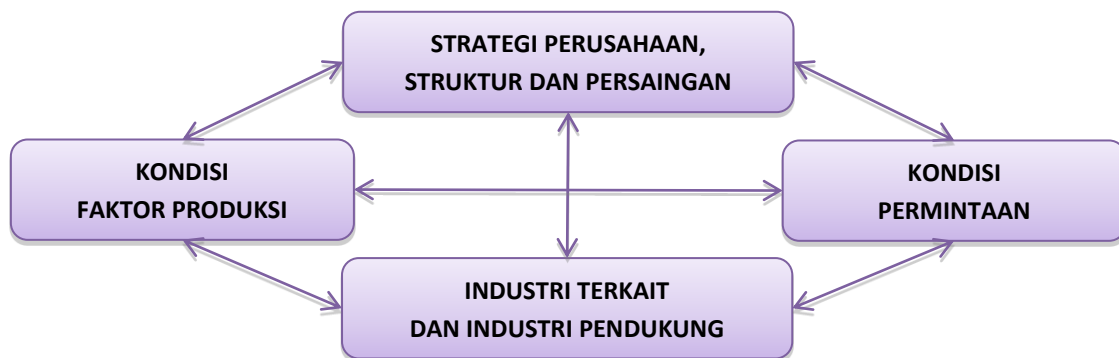 STRATEGI PERUSAHAAN,
STRUKTUR DAN PERSAINGAN
KONDISI
FAKTOR PRODUKSI
KONDISI
PERMINTAAN
INDUSTRI TERKAIT
DAN INDUSTRI PENDUKUNG